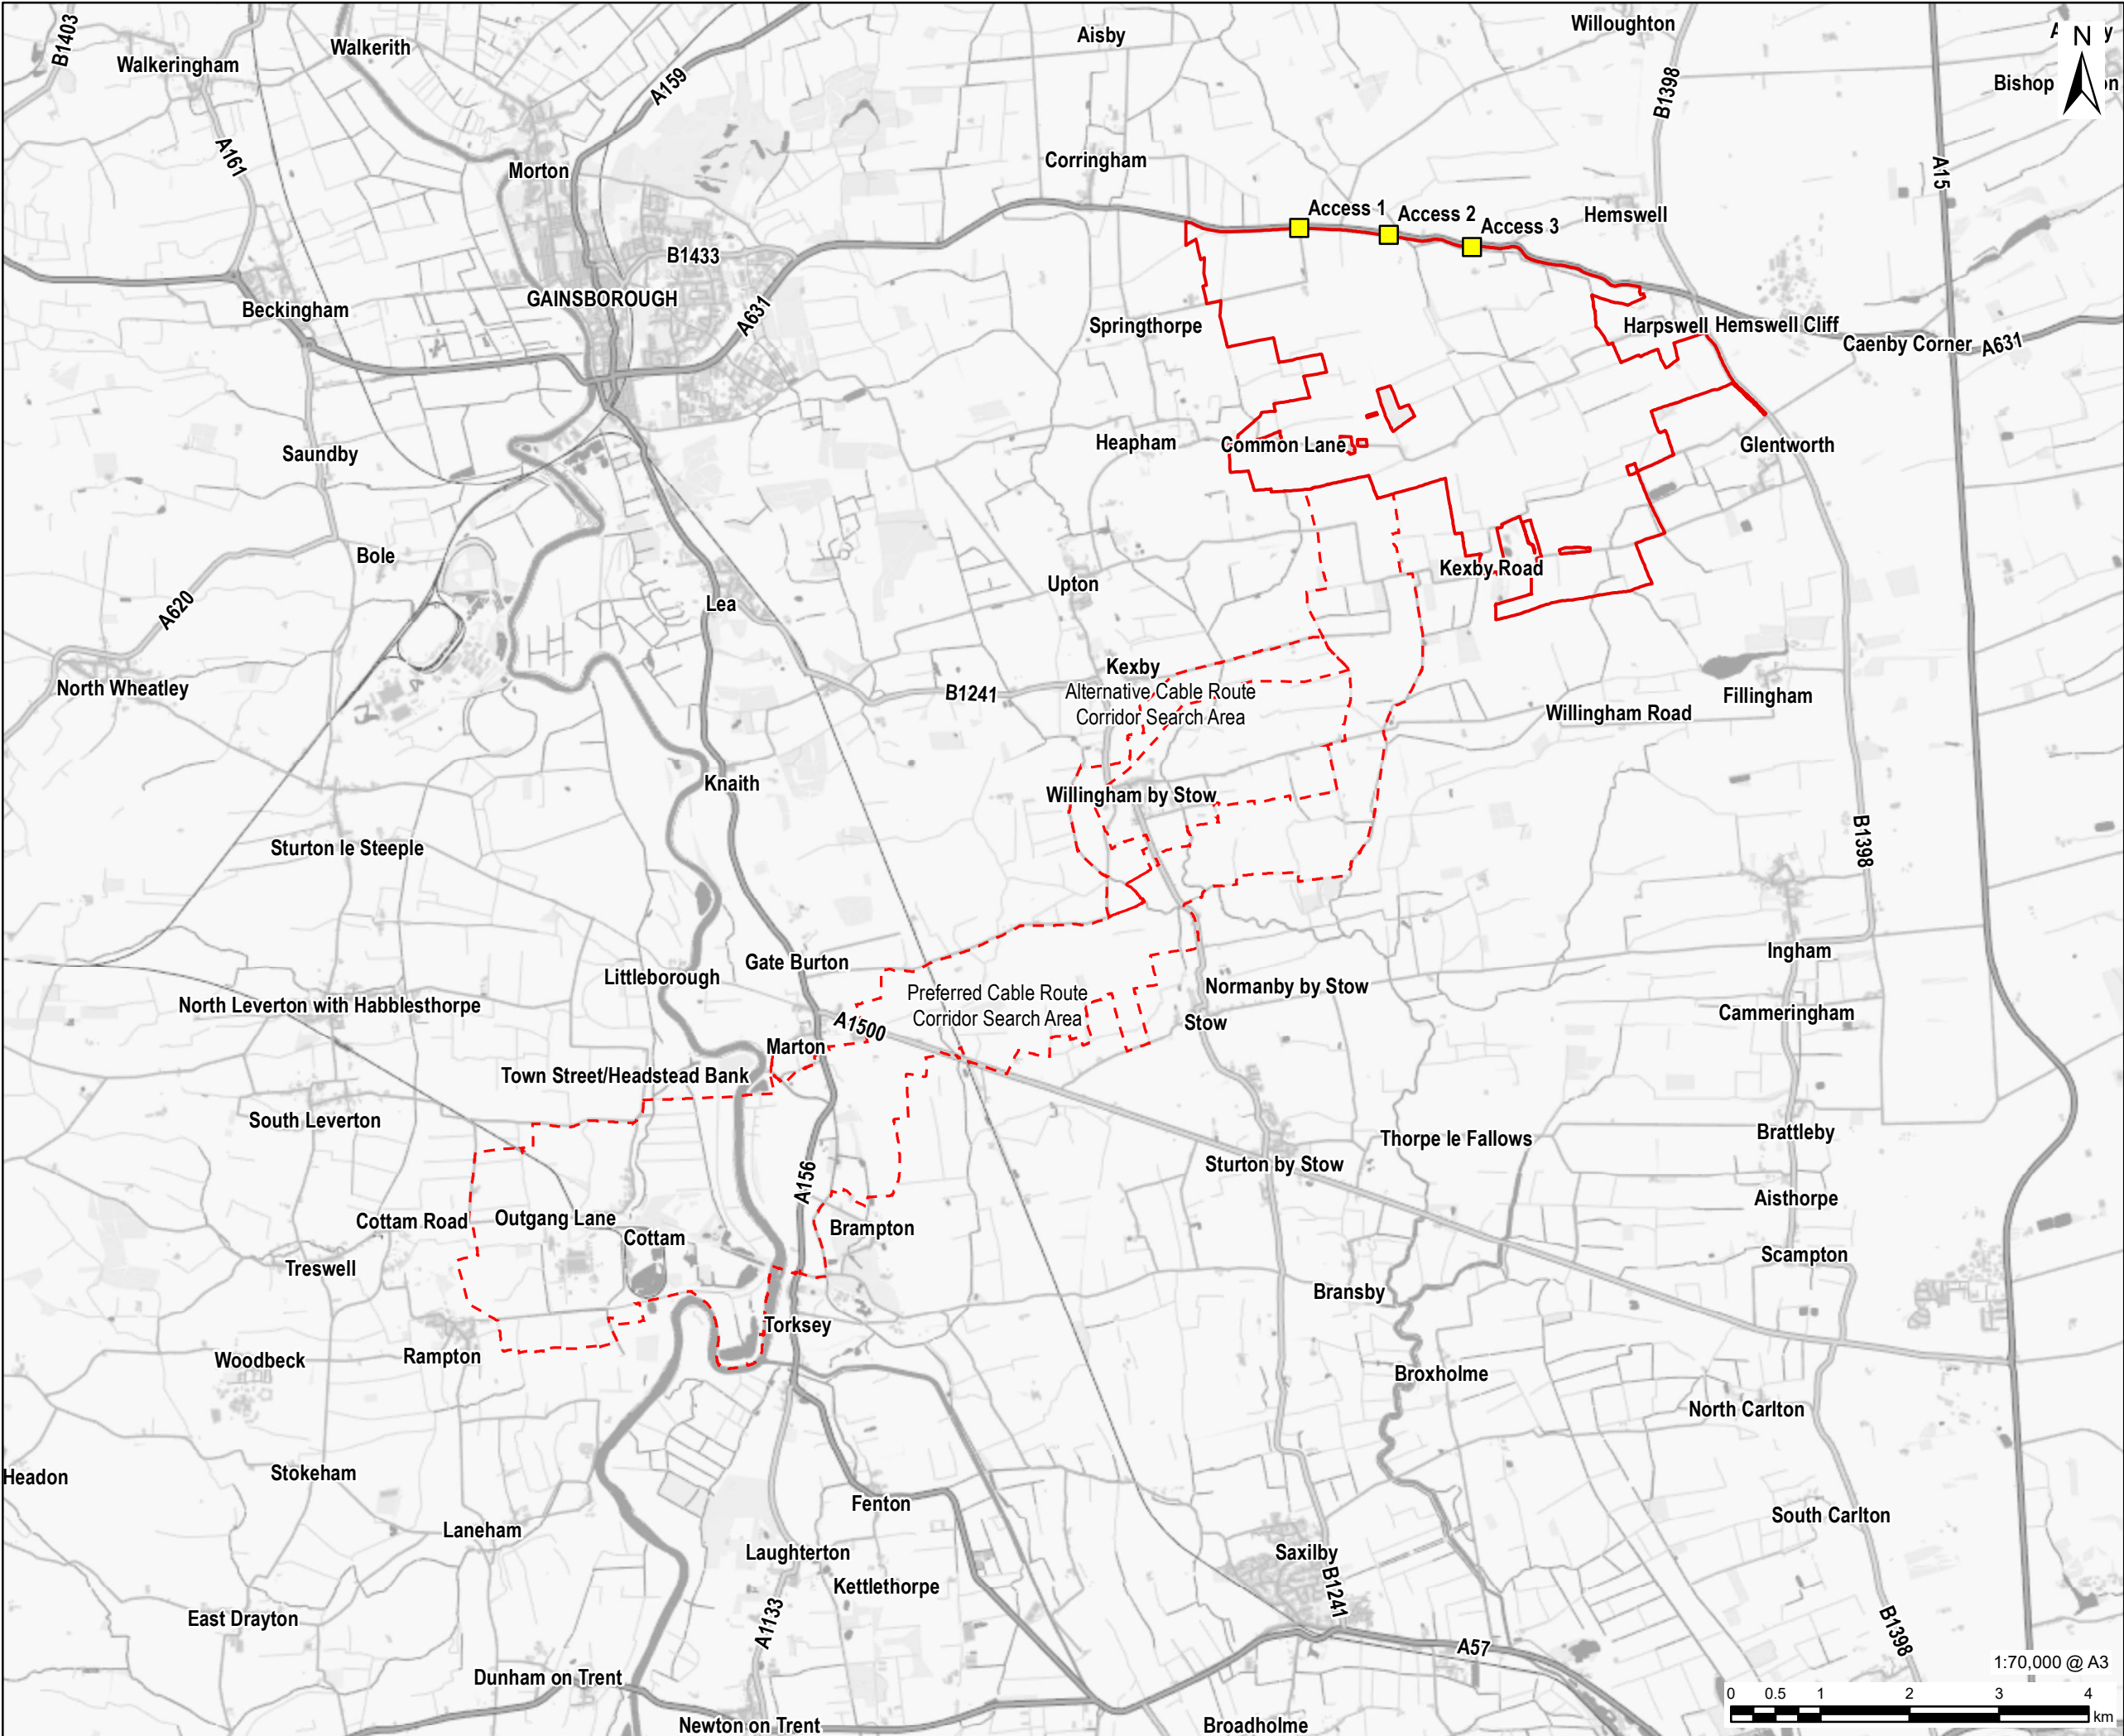 Willoughton
Aisby
Walkerith
B1403
Walkeringham
N
A159
B1398
Bishop
A161
Corringham
Morton
A15
Access 1
Access 2
Access 3
Hemswell
B1433
GAINSBOROUGH
Beckingham
A631
Springthorpe
Harpswell
Hemswell Cliff
Caenby Corner
A631
Saundby
Heapham
Common Lane
Glentworth
Bole
Upton
Kexby Road
A620
Lea
North Wheatley
Kexby
B1241
Alternative Cable Route
Corridor Search Area
Fillingham
Willingham Road
Knaith
Willingham by Stow
Sturton le Steeple
B1398
Gate Burton
Littleborough
Ingham
North Leverton with Habblesthorpe
Preferred Cable Route
Corridor Search Area
Normanby by Stow
Cammeringham
A1500
Stow
Marton
Town Street/Headstead Bank
South Leverton
Thorpe le Fallows
Brattleby
Sturton by Stow
A156
Aisthorpe
Cottam Road
Outgang Lane
Brampton
Cottam
Scampton
Treswell
Bransby
Torksey
Woodbeck
Rampton
Broxholme
North Carlton
Headon
Stokeham
Fenton
South Carlton
Laneham
Laughterton
Saxilby
Kettlethorpe
B1241
East Drayton
A1133
B1398
A57
Dunham on Trent
1:70,000 @ A3
0 0.5 1 2 3 4
km
Newton on Trent
Broadholme